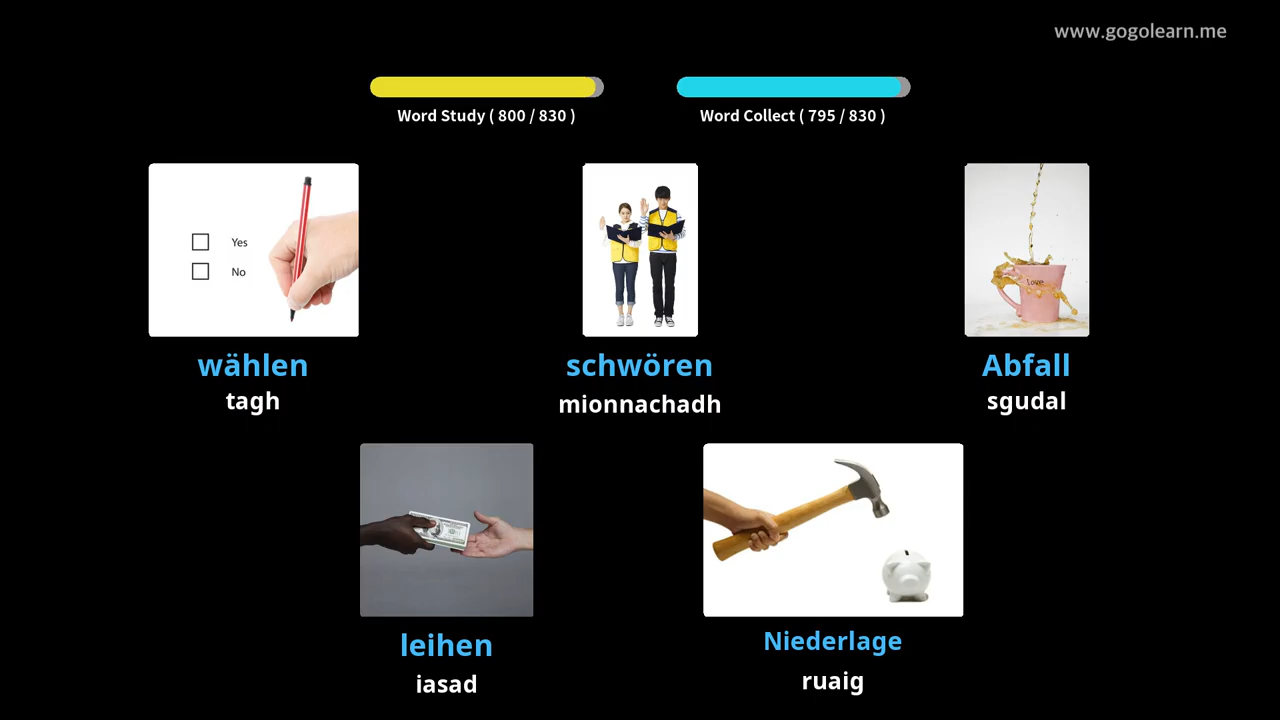 www.gogolearn.me
Word Study ( 800 / 830 )
Word Collect ( 795 / 830 )
Yes
No
Love
wählen
schwören
Abfall
tagh
mionnachadh
sgudal
leihen
Niederlage
iasad
ruaig